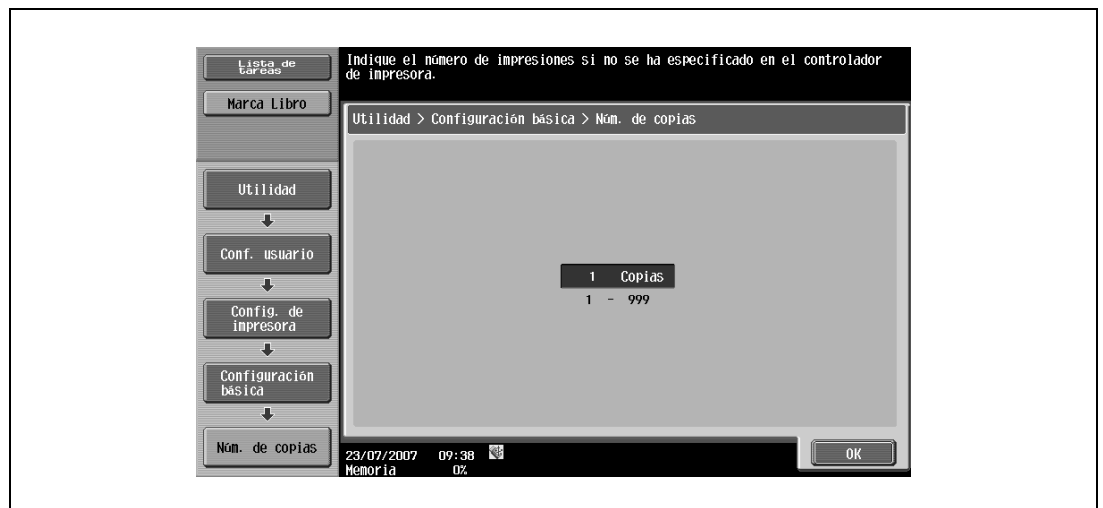 Lista de
tareas
Marca Libro
Indique el número de impresiones si no se ha especificado en el controlador
de impresora.
Utilidad > Configuración básica > Núm. de copias
Utilidad
Conf. usuario
Config. de
impresora
Configuración
básica
Núm. de copias
1 Copias
1 - 999
23/07/2007 09:38
Memoria 0%
OK